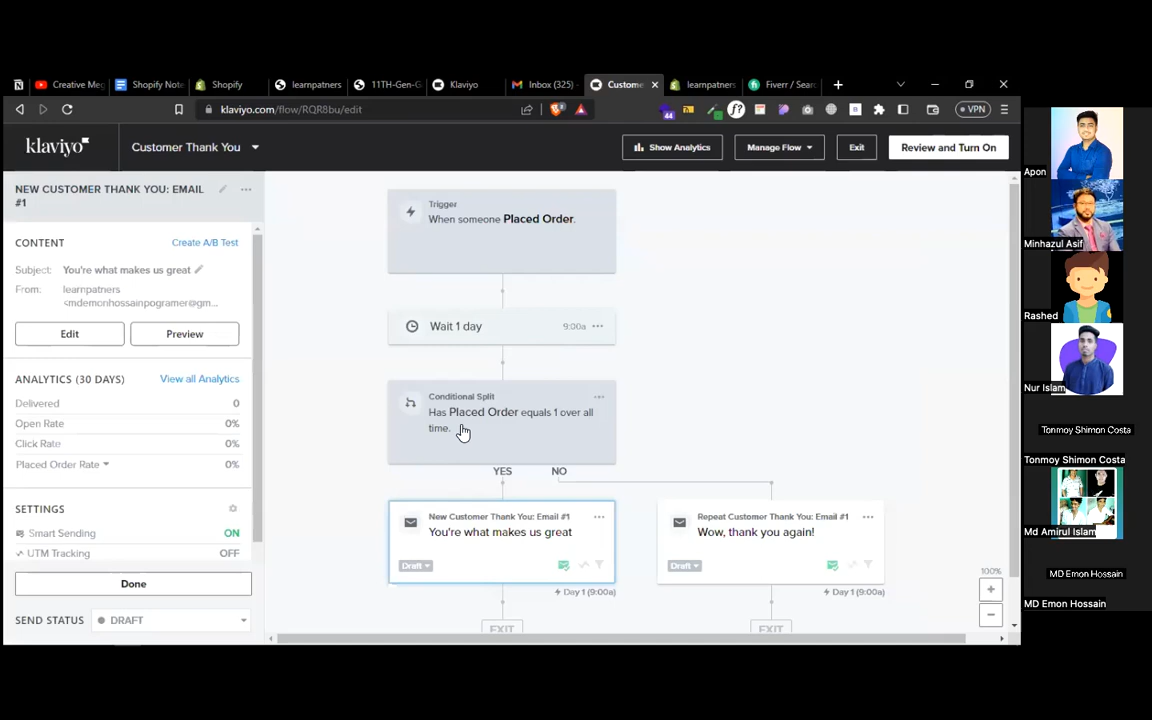 Creative Meg
Shopify Note
Shopify
learnpatners
11TH-Gen-G
Klaviyo
Inbox (325)
Custome
learnpatners
Fiverr / Sear
klaviyo.com/flow/RQR8bu/edit
44
f?
VPN
klaviyo
Customer Thank You
Show Analytics
Manage Flow
Exit
Review and Turn On
NEW CUSTOMER THANK YOU: EMAIL
#1
CONTENT
Create A/B Test
Subject:
You're what makes us great
From:
learnpatners
<mdemonhossainpogramer@gm...
Edit
Preview
ANALYTICS (30 DAYS)
View all Analytics
Delivered
0
Open Rate
0%
Click Rate
0%
Placed Order Rate
0%
SETTINGS
Smart Sending
ON
UTM Tracking
OFF
Done
SEND STATUS
DRAFT
Trigger
When someone Placed Order.
Wait 1 day
9:00a
Conditional Split
Has Placed Order equals 1 over all
time.
YES
NO
New Customer Thank You: Email #1
You're what makes us great
Draft
Day 1 (9:00a)
EXIT
Repeat Customer Thank You: Email #1
Wow, thank you again!
Draft
Day 1 (9:00a)
EXIT
100%
Apon
Minhazul Asif
Rashed
Nur Islam
Tonmoy Shimon Costa
Tonmoy Shimon Costa
Md Amirul Islam
MD Emon Hossain
MD Emon Hossain